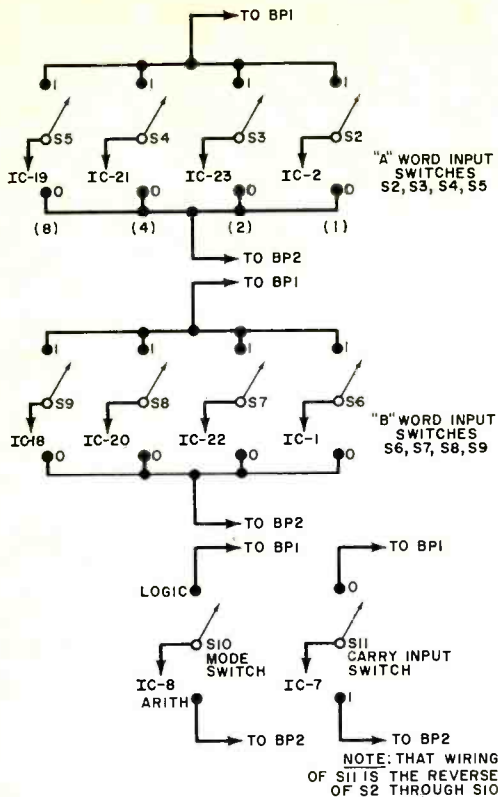 TO BP1
1 1 1 1
S5 S4 S3 S2
IC-19 IC-21 IC-23 IC-2
"A" WORD INPUT
SWITCHES
S2, S3, S4, S5
0 0 0 0
(8) (4) (2) (1)
TO BP2
TO BP1
1 1 1 1
S9 S8 S7 S6
IC-18 IC-20 IC-22 IC-1
"B" WORD INPUT
SWITCHES
S6, S7, S8, S9
0 0 0 0
TO BP2
TO BP1 TO BP1
LOGIC 0
S10 S11
MODE SWITCH
CARRY INPUT SWITCH
IC-8 IC-7
ARITH 1
TO BP2 TO BP2
NOTE: THAT WIRING
OF S11 IS THE REVERSE
OF S2 THROUGH S10